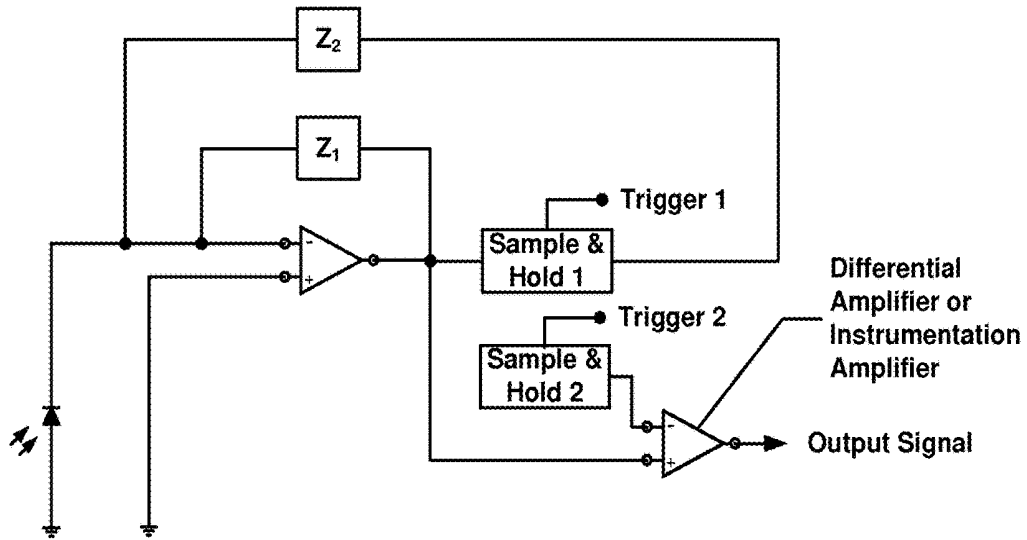 Z₂
Z₁
Trigger 1
-
+
Sample &
Hold 1
Differential
Amplifier or
Instrumentation
Amplifier
Trigger 2
Sample &
Hold 2
-
+
Output Signal